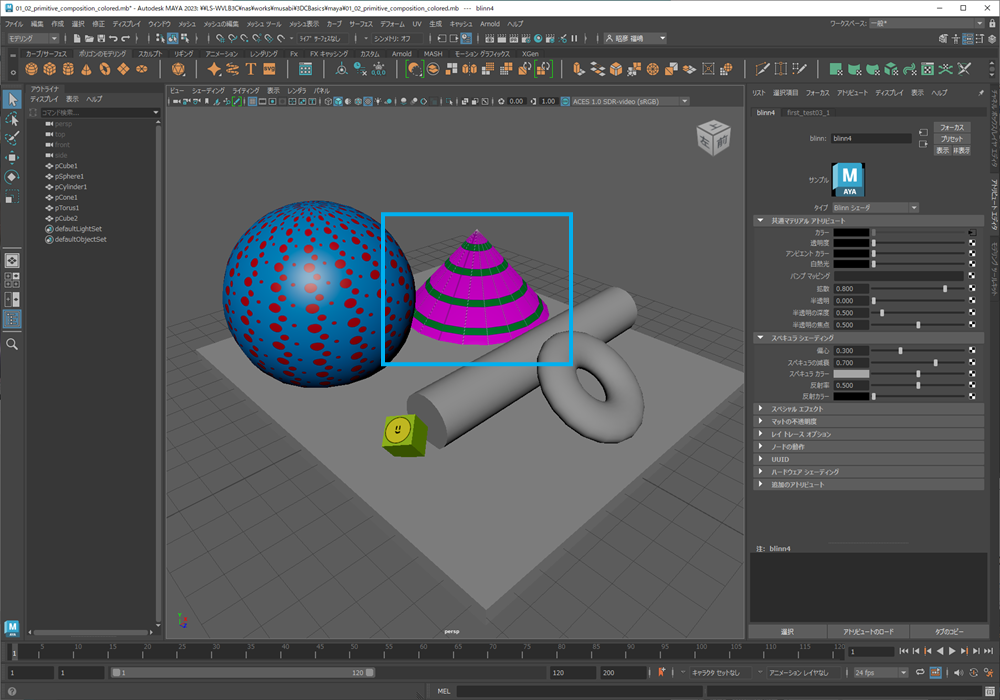 01_02_primitive_composition_colored.mb* - Autodesk MAYA 2023: ¥¥LS-WVLB3C¥nas¥works¥musabi¥3DCBasics¥maya¥01_02_primitive_composition_colored.mb --- blinn4
ファイル 編集 作成 選択 修正 ディスプレイ ウィンドウ メッシュ メッシュの編集 メッシュ ツール メッシュ表示 カーブ サーフェス デフォーム UV 生成 キャッシュ Arnold ヘルプ
ワークスペース: 一般*
モデリング
ライブ サーフェスなし
シンメトリ: オフ
カーブ/サーフェス ポリゴンのモデリング スカルプト リギング アニメーション レンダリング FX FX キャッシング カスタム Arnold MASH モーション グラフィックス XGen
アウトライナ
ディスプレイ 表示 ヘルプ
コマンド検索...
persp
top
front
side
pCube1
pSphere1
pCylinder1
pCone1
pTorus1
pCube2
defaultLightSet
defaultObjectSet
ビュー シェーディング ライティング 表示 レンダラ パネル
0.00
1.00
ACES 1.0 SDR-video (sRGB)
左
前
persp
リスト 選択項目 フォーカス アトリビュート ディスプレイ 表示 ヘルプ
blinn4 first_test03_1
blinn: blinn4
フォーカス
プリセット
表示 非表示
サンプル
M
AYA
タイプ Blinn シェーダ
共通マテリアル アトリビュート
カラー
透明度
アンビエント カラー
白熱光
バンプ マッピング
拡散 0.800
半透明 0.000
半透明の深度 0.500
半透明の焦点 0.500
スペキュラ シェーディング
偏心 0.300
スペキュラの減衰 0.700
スペキュラ カラー
反射率 0.500
反射カラー
スペシャル エフェクト
マットの不透明度
レイ トレース オプション
ノードの動作
UUID
ハードウェア シェーディング
追加のアトリビュート
注: blinn4
選択 アトリビュートのロード タブのコピー
5 10 15 20 25 30 35 40 45 50 55 60 65 70 75 80 85 90 95 100 105 110 115 120
1
1
1 1 1 120 120 200
キャラクタ セットなし
アニメーション レイヤなし
24 fps
MEL